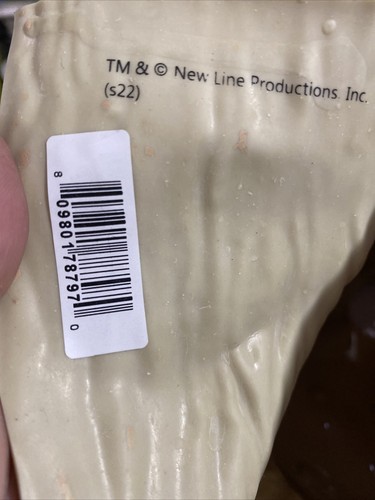 TM & © New Line Productions, Inc.
(s22)
8 09801 78797 0